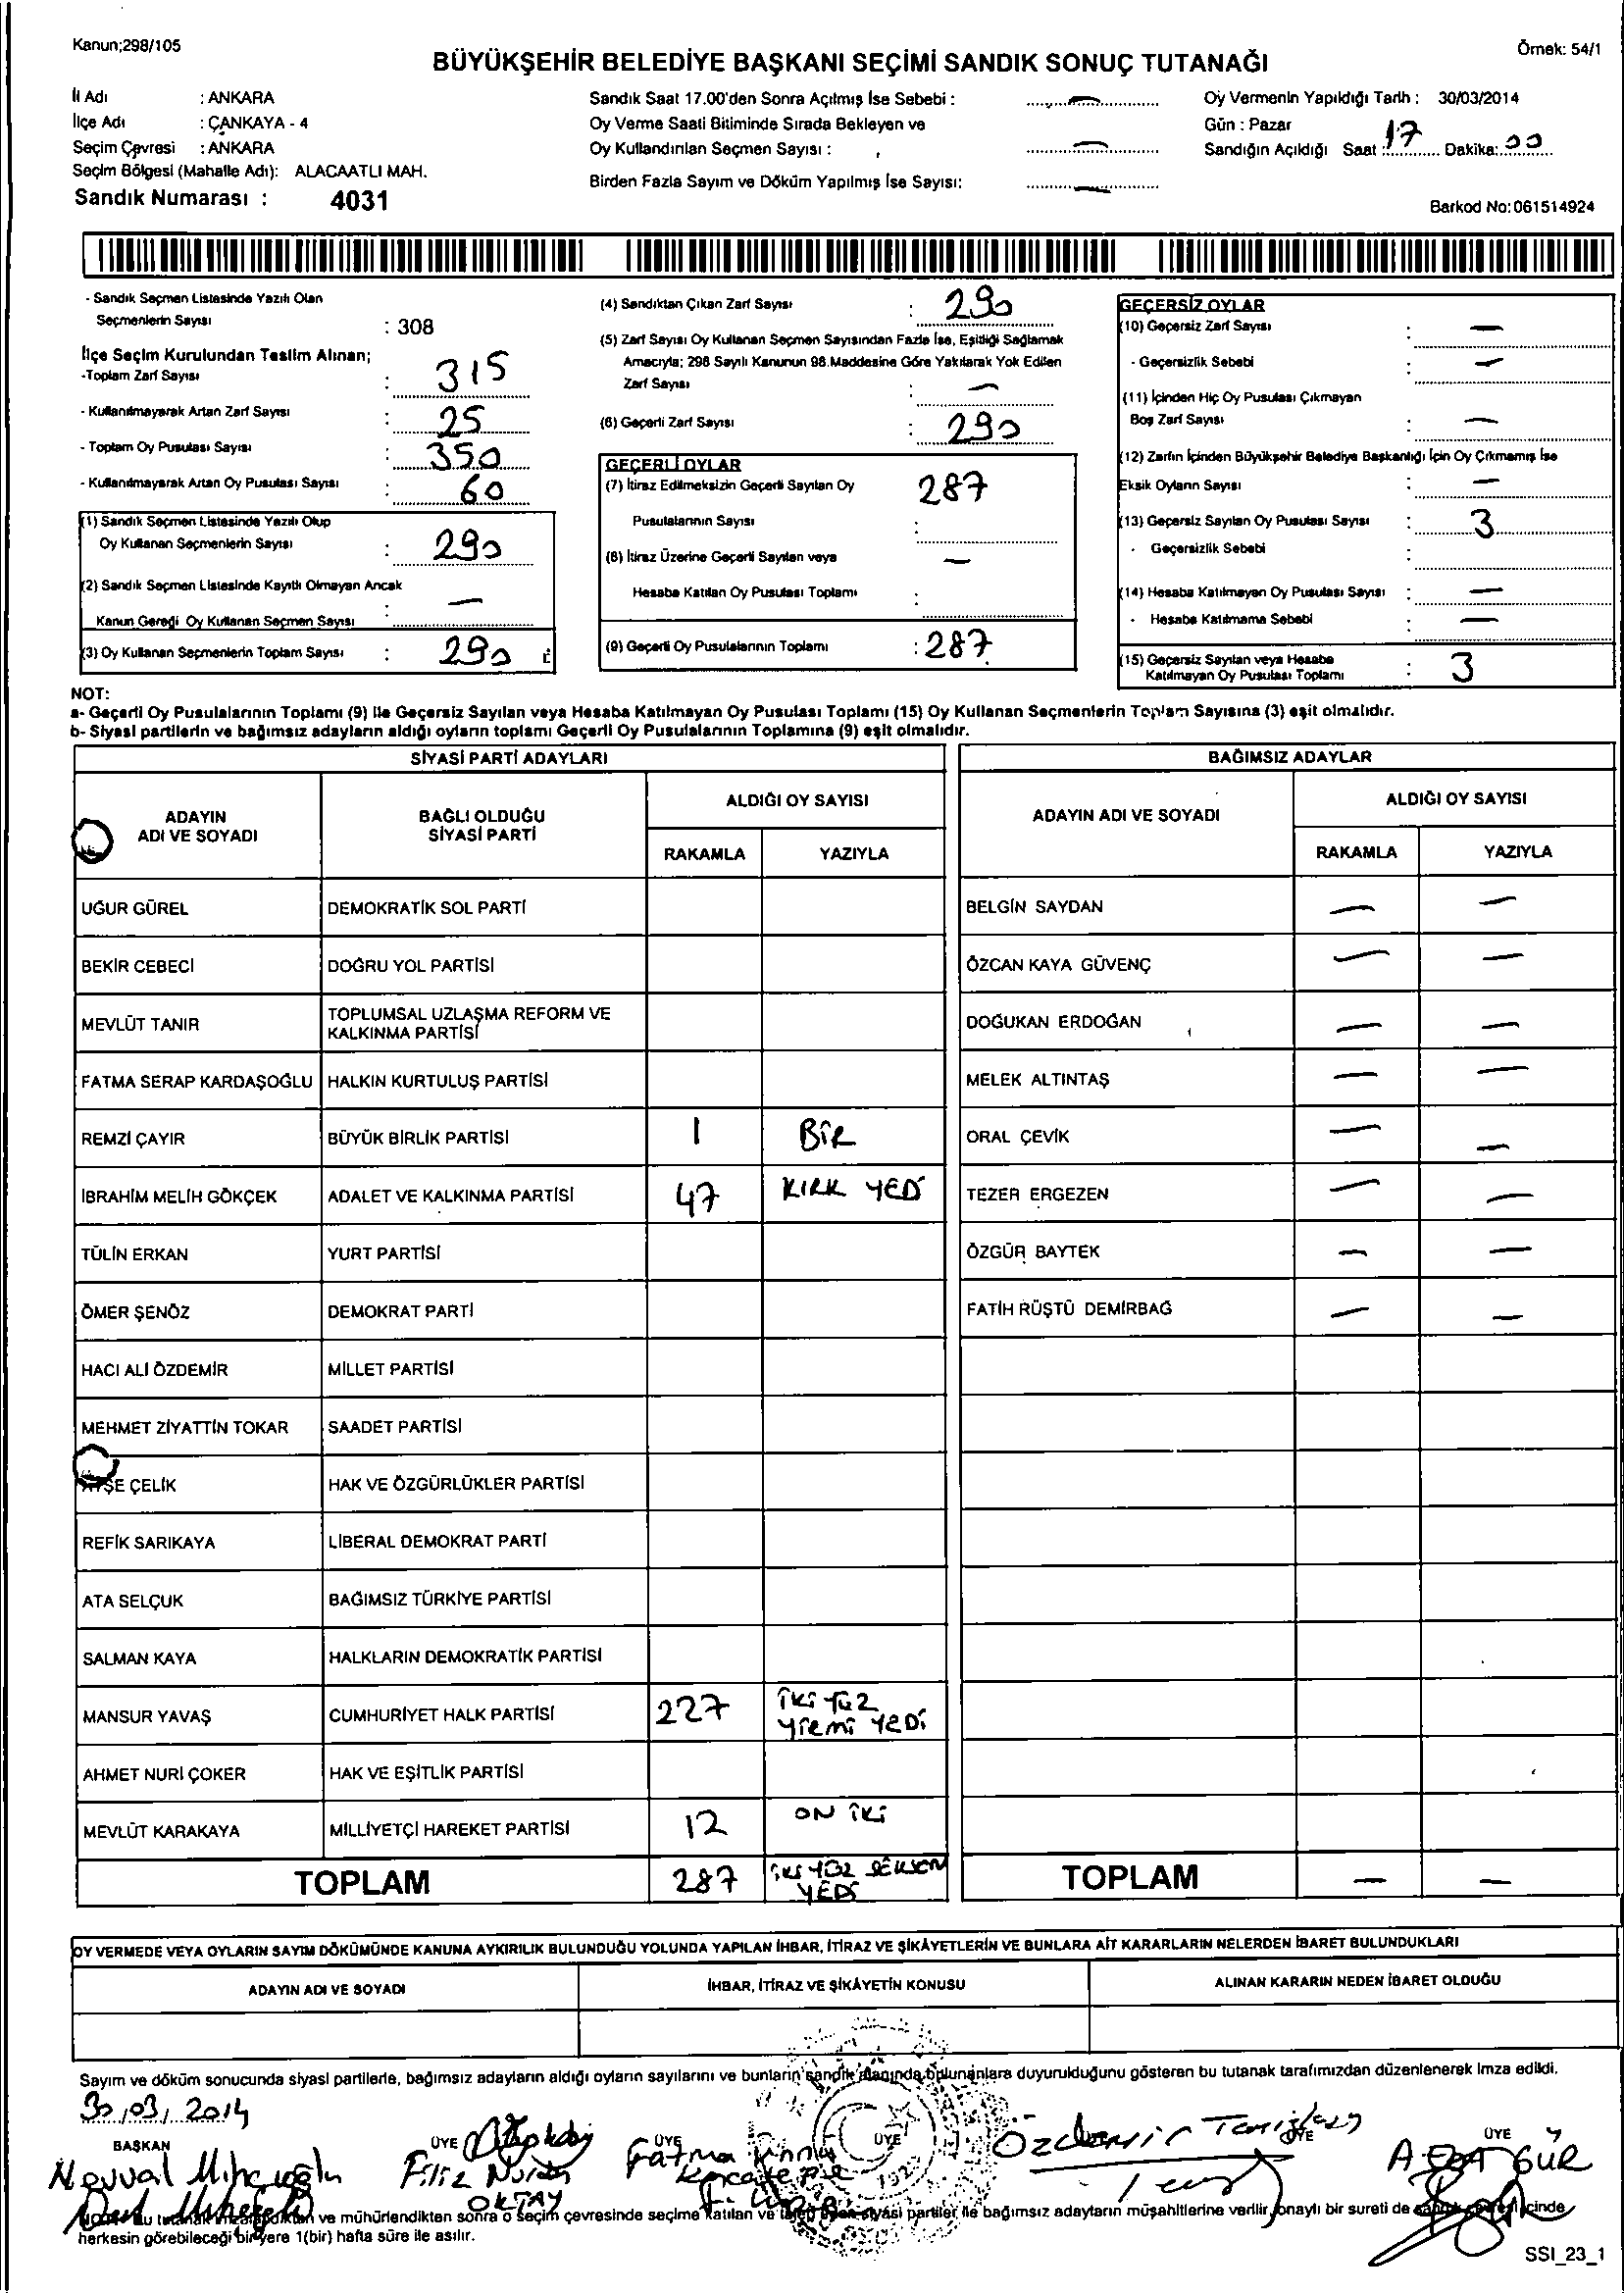 Kanun;298/105
Örnek: 54/1
BÜYÜKŞEHİR BELEDİYE BAŞKANI SEÇİMİ SANDIK SONUÇ TUTANAĞI
İl Adı : ANKARA
İlçe Adı : ÇANKAYA - 4
Seçim Çevresi : ANKARA
Seçim Bölgesi (Mahalle Adı): ALACAATLI MAH.
Sandık Numarası : 4031
Sandık Saat 17.00'den Sonra Açılmış İse Sebebi : —
Oy Verme Saati Bitiminde Sırada Bekleyen ve
Oy Kullandırılan Seçmen Sayısı : —
Birden Fazla Sayım ve Döküm Yapılmış İse Sayısı: —
Oy Vermenin Yapıldığı Tarih : 30/03/2014
Gün : Pazar
Sandığın Açıldığı Saat : 17 Dakika: 00
Barkod No:061514924
- Sandık Seçmen Listesinde Yazılı Olan
Seçmenlerin Sayısı : 308
İlçe Seçim Kurulundan Teslim Alınan;
-Toplam Zarf Sayısı : 315
- Kullanılmayarak Artan Zarf Sayısı : 25
- Toplam Oy Pusulası Sayısı : 350
- Kullanılmayarak Artan Oy Pusulası Sayısı : 60
(1) Sandık Seçmen Listesinde Yazılı Olup
Oy Kullanan Seçmenlerin Sayısı : 290
(2) Sandık Seçmen Listesinde Kayıtlı Olmayan Ancak
Kanun Gereği Oy Kullanan Seçmen Sayısı : —
(3) Oy Kullanan Seçmenlerin Toplam Sayısı : 290
(4) Sandıktan Çıkan Zarf Sayısı : 290
(5) Zarf Sayısı Oy Kullanan Seçmen Sayısından Fazla İse, Eşitliği Sağlamak
Amacıyla; 298 Sayılı Kanunun 98.Maddesine Göre Yakılarak Yok Edilen
Zarf Sayısı : —
(6) Geçerli Zarf Sayısı : 290
GEÇERLİ OYLAR
(7) İtiraz Edilmeksizin Geçerli Sayılan Oy 287
Pusulalarının Sayısı :
(8) İtiraz Üzerine Geçerli Sayılan veya —
Hesaba Katılan Oy Pusulası Toplamı :
(9) Geçerli Oy Pusulalarının Toplamı : 287
GEÇERSİZ OYLAR
(10) Geçersiz Zarf Sayısı : —
- Geçersizlik Sebebi : —
(11) İçinden Hiç Oy Pusulası Çıkmayan
Boş Zarf Sayısı : —
(12) Zarfın İçinden Büyükşehir Belediye Başkanlığı İçin Oy Çıkmamış İse
Eksik Oyların Sayısı : —
(13) Geçersiz Sayılan Oy Pusulası Sayısı : 3
- Geçersizlik Sebebi :
(14) Hesaba Katılmayan Oy Pusulası Sayısı : —
- Hesaba Katılmama Sebebi : —
(15) Geçersiz Sayılan veya Hesaba
Katılmayan Oy Pusulası Toplamı : 3
NOT:
a- Geçerli Oy Pusulalarının Toplamı (9) ile Geçersiz Sayılan veya Hesaba Katılmayan Oy Pusulası Toplamı (15) Oy Kullanan Seçmenlerin Toplam Sayısına (3) eşit olmalıdır.
b- Siyasi partilerin ve bağımsız adayların aldığı oyların toplamı Geçerli Oy Pusulalarının Toplamına (9) eşit olmalıdır.
SİYASİ PARTİ ADAYLARI
ADAYIN ADI VE SOYADI
BAĞLI OLDUĞU SİYASİ PARTİ
ALDIĞI OY SAYISI
RAKAMLA YAZIYLA
UĞUR GÜREL DEMOKRATİK SOL PARTİ
BEKİR CEBECİ DOĞRU YOL PARTİSİ
MEVLÜT TANIR TOPLUMSAL UZLAŞMA REFORM VE KALKINMA PARTİSİ
FATMA SERAP KARDAŞOĞLU HALKIN KURTULUŞ PARTİSİ
REMZİ ÇAYIR BÜYÜK BİRLİK PARTİSİ 1 BİR
İBRAHİM MELİH GÖKÇEK ADALET VE KALKINMA PARTİSİ 47 KIRK YEDİ
TÜLİN ERKAN YURT PARTİSİ
ÖMER ŞENÖZ DEMOKRAT PARTİ
HACI ALİ ÖZDEMİR MİLLET PARTİSİ
MEHMET ZİYATTİN TOKAR SAADET PARTİSİ
ÇELİK HAK VE ÖZGÜRLÜKLER PARTİSİ
REFİK SARIKAYA LİBERAL DEMOKRAT PARTİ
ATA SELÇUK BAĞIMSIZ TÜRKİYE PARTİSİ
SALMAN KAYA HALKLARIN DEMOKRATİK PARTİSİ
MANSUR YAVAŞ CUMHURİYET HALK PARTİSİ 227 İKİ YÜZ YİRMİ YEDİ
AHMET NURİ ÇOKER HAK VE EŞİTLİK PARTİSİ
MEVLÜT KARAKAYA MİLLİYETÇİ HAREKET PARTİSİ 12 ON İKİ
TOPLAM 287 İKİ YÜZ SEKSEN YEDİ
BAĞIMSIZ ADAYLAR
ADAYIN ADI VE SOYADI
ALDIĞI OY SAYISI
RAKAMLA YAZIYLA
BELGİN SAYDAN — —
ÖZCAN KAYA GÜVENÇ — —
DOĞUKAN ERDOĞAN — —
MELEK ALTINTAŞ — —
ORAL ÇEVİK — —
TEZER ERGEZEN — —
ÖZGÜR BAYTEK — —
FATİH RÜŞTÜ DEMİRBAĞ — —
TOPLAM — —
OY VERMEDE VEYA OYLARIN SAYIM DÖKÜMÜNDE KANUNA AYKIRILIK BULUNDUĞU YOLUNDA YAPILAN İHBAR, İTİRAZ VE ŞİKÂYETLERİN VE BUNLARA AİT KARARLARIN NELERDEN İBARET BULUNDUKLARI
ADAYIN ADI VE SOYADI İHBAR, İTİRAZ VE ŞİKÂYETİN KONUSU ALINAN KARARIN NEDEN İBARET OLDUĞU
Sayım ve döküm sonucunda siyasi partilerle, bağımsız adayların aldığı oyların sayılarını ve bunların sandık alanında bulunanlara duyurulduğunu gösteren bu tutanak tarafımızdan düzenlenerek imza edildi.
30/03/2014
BAŞKAN ÜYE ÜYE ÜYE ÜYE ÜYE
Filiz Nurdan OKTAY
Fatma
Özdemir
ve mühürlendikten sonra o seçim çevresinde seçime katılan ve siyasi partiler ile bağımsız adayların müşahitlerine verilir, onaylı bir sureti de içinde
herkesin görebileceği bir yere 1(bir) hafta süre ile asılır.
SSI_23_1